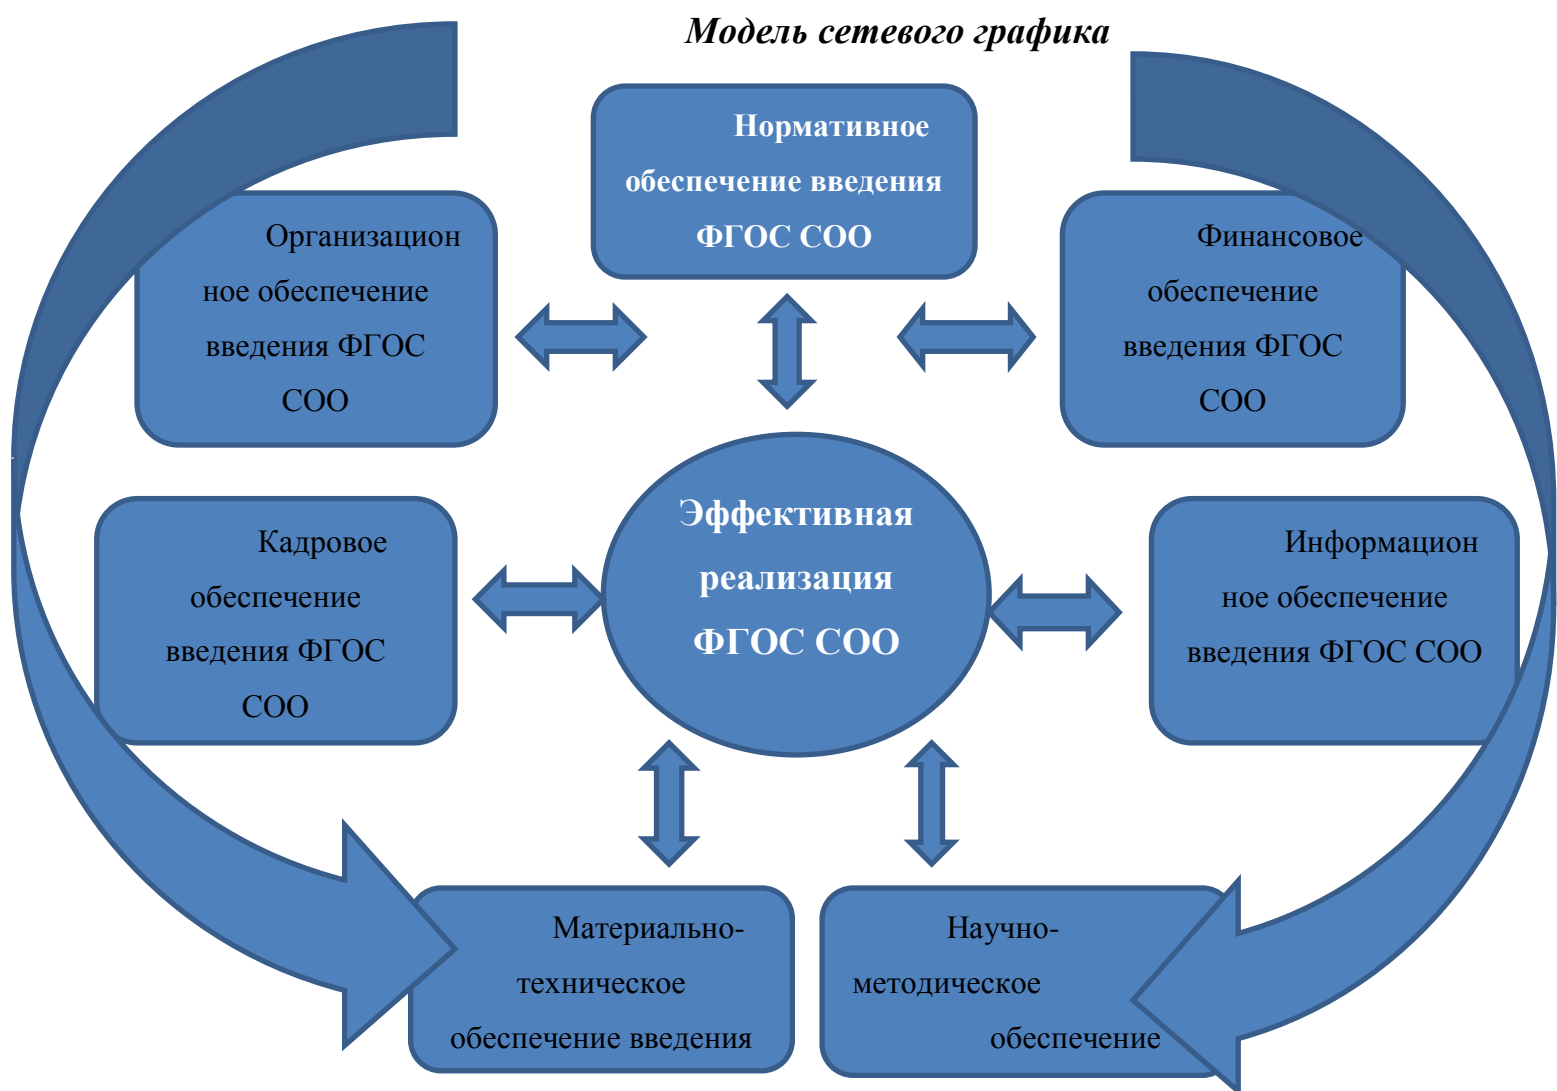 Модель сетевого графика
Нормативное
обеспечение введения
ФГОС СОО
Организацион
ное обеспечение
введения ФГОС
СОО
Финансовое
обеспечение
введения ФГОС
СОО
Эффективная
реализация
ФГОС СОО
Кадровое
обеспечение
введения ФГОС
СОО
Информацион
ное обеспечение
введения ФГОС СОО
Материально-
техническое
обеспечение введения
Научно-
методическое
обеспечение